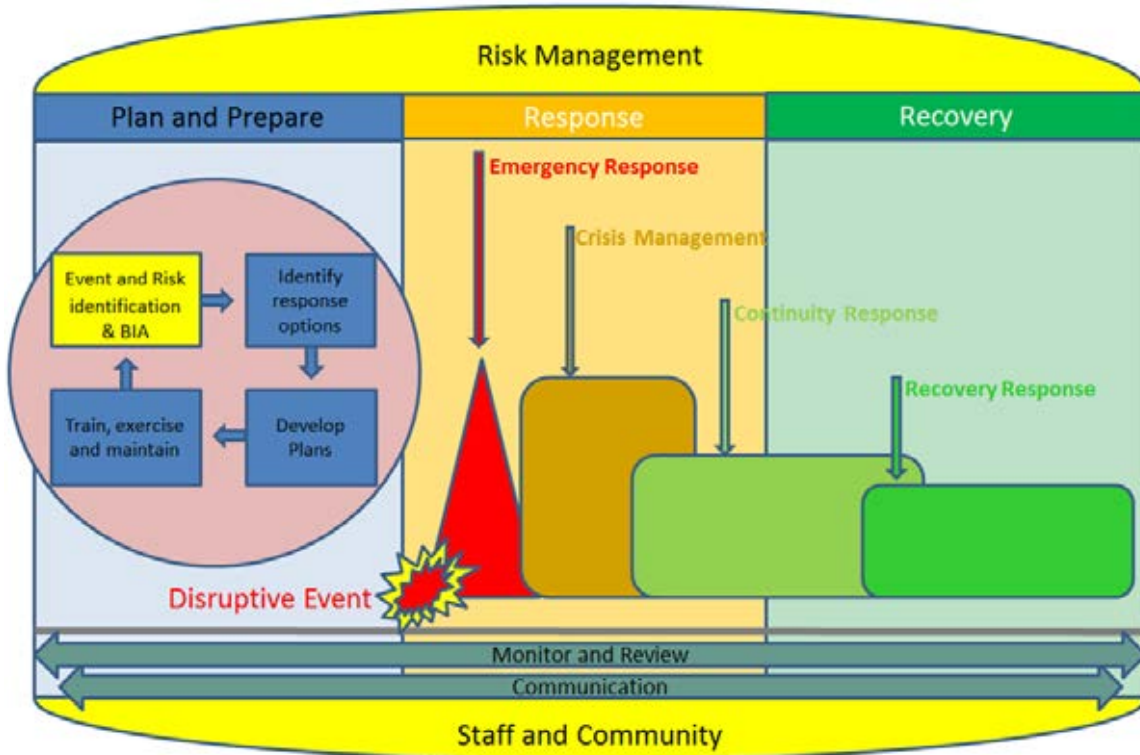 Risk Management
Plan and Prepare
Response
Recovery
Emergency Response
Crisis Management
Continuity Response
Recovery Response
Event and Risk
identification
& BIA
Identify
response
options
Train, exercise
and maintain
Develop
Plans
Disruptive Event
Monitor and Review
Communication
Staff and Community